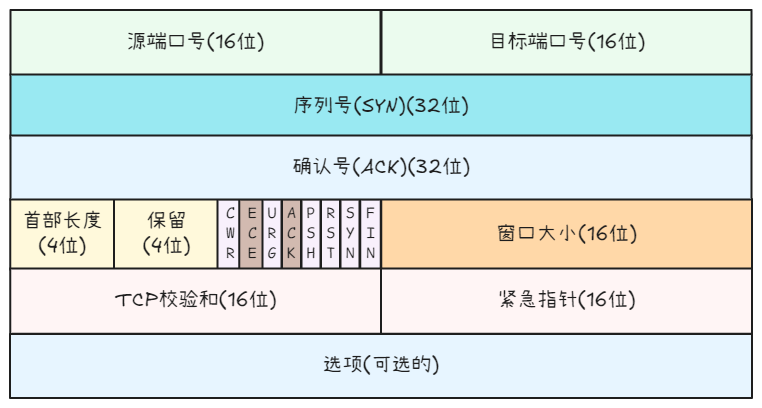 源端口号(16位)
目标端口号(16位)
序列号(SYN)(32位)
确认号(ACK)(32位)
首部长度
(4位)
保留
(4位)
CWR
ECE
URG
ACK
PSH
RST
SYN
FIN
窗口大小(16位)
TCP校验和(16位)
紧急指针(16位)
选项(可选的)